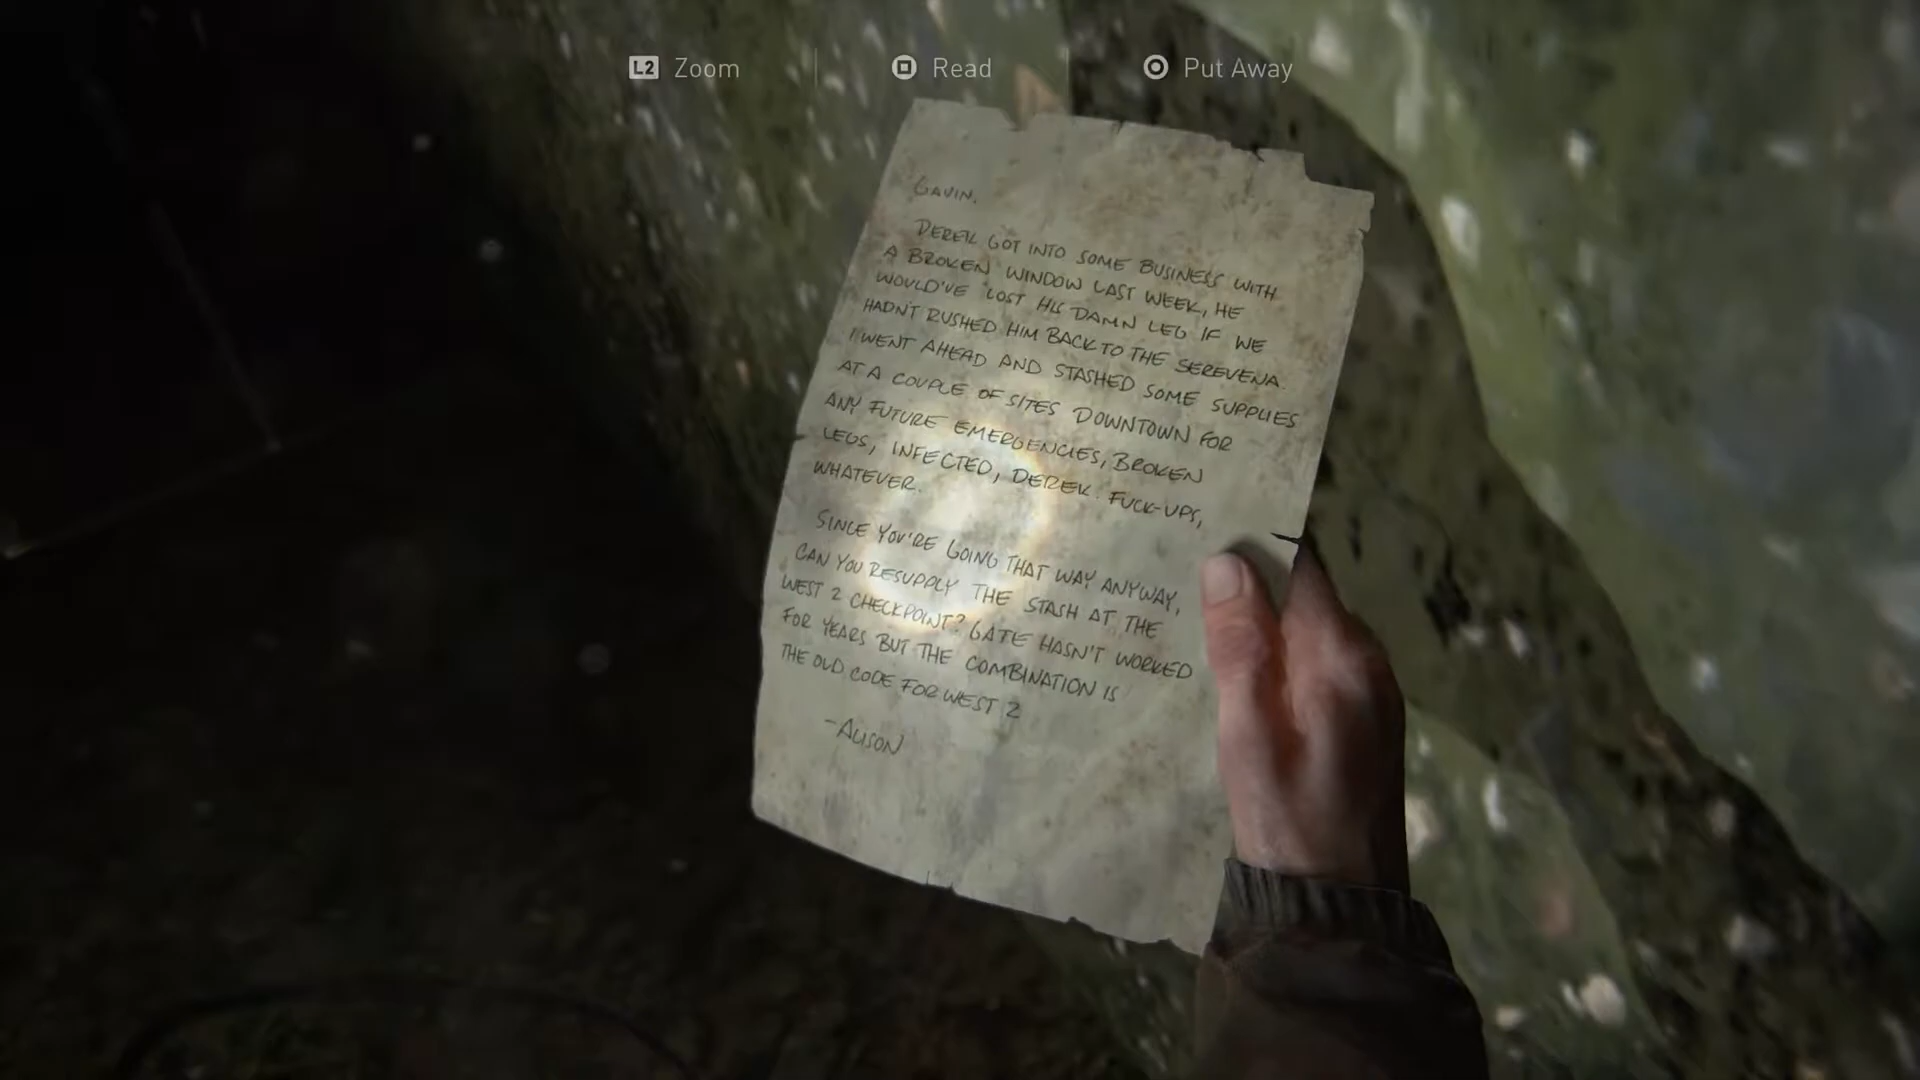 L2 Zoom
Read
Put Away
GAVIN.
DEREK GOT INTO SOME BUSINESS WITH
A BROKEN WINDOW LAST WEEK, HE
WOULD'VE LOST HIS DAMN LEG IF WE
HADN'T RUSHED HIM BACK TO THE SEREVENA.
I WENT AHEAD AND STASHED SOME SUPPLIES
AT A COUPLE OF SITES DOWNTOWN FOR
ANY FUTURE EMERGENCIES, BROKEN
LEGS, INFECTED, DEREK. FUCK-UPS,
WHATEVER.
SINCE YOU'RE GOING THAT WAY ANYWAY,
CAN YOU RESUPPLY THE STASH AT THE
WEST 2 CHECKPOINT? GATE HASN'T WORKED
FOR YEARS BUT THE COMBINATION IS
THE OLD CODE FOR WEST 2
-ALISON